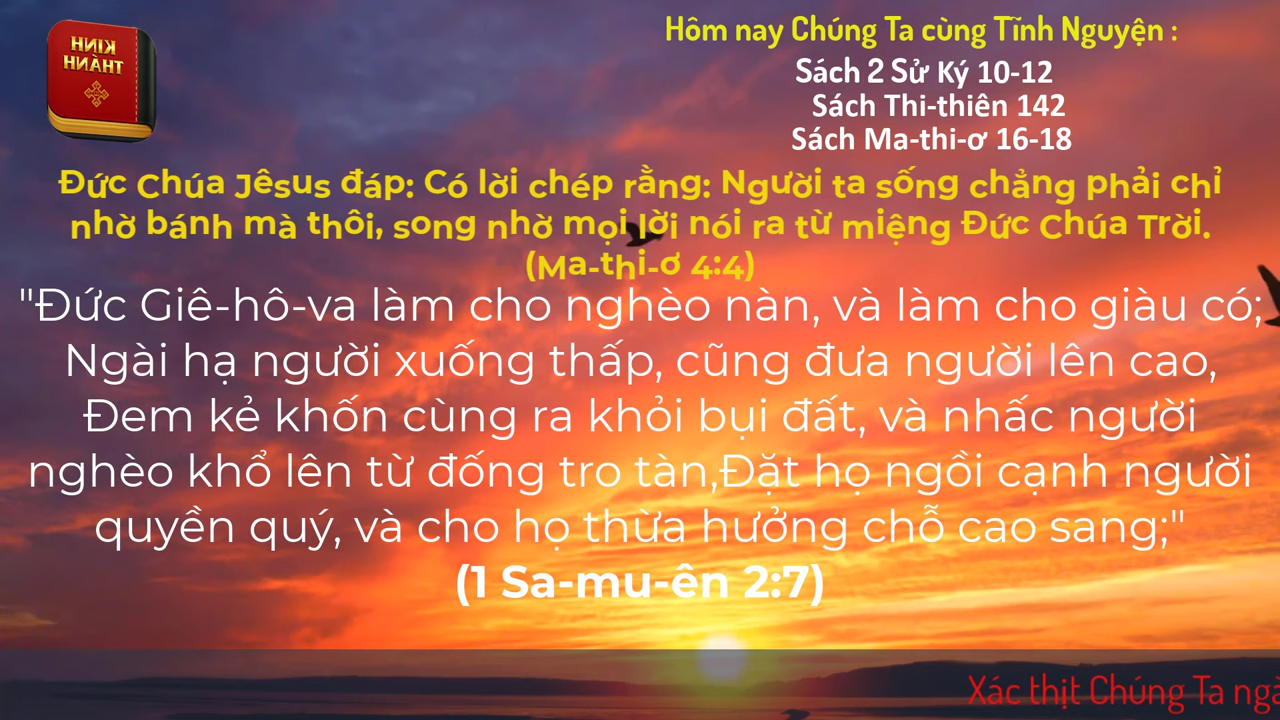 KINH
THÁNH
Hôm nay Chúng Ta cùng Tĩnh Nguyện :
Sách 2 Sử Ký 10-12
Sách Thi-thiên 142
Sách Ma-thi-ơ 16-18
Đức Chúa Jêsus đáp: Có lời chép rằng: Người ta sống chẳng phải chỉ
nhờ bánh mà thôi, song nhờ mọi lời nói ra từ miệng Đức Chúa Trời.
(Ma-thi-ơ 4:4)
"Đức Giê-hô-va làm cho nghèo nàn, và làm cho giàu có;
Ngài hạ người xuống thấp, cũng đưa người lên cao,
Đem kẻ khốn cùng ra khỏi bụi đất, và nhấc người
nghèo khổ lên từ đống tro tàn,Đặt họ ngồi cạnh người
quyền quý, và cho họ thừa hưởng chỗ cao sang;"
(1 Sa-mu-ên 2:7)
Xác thịt Chúng Ta